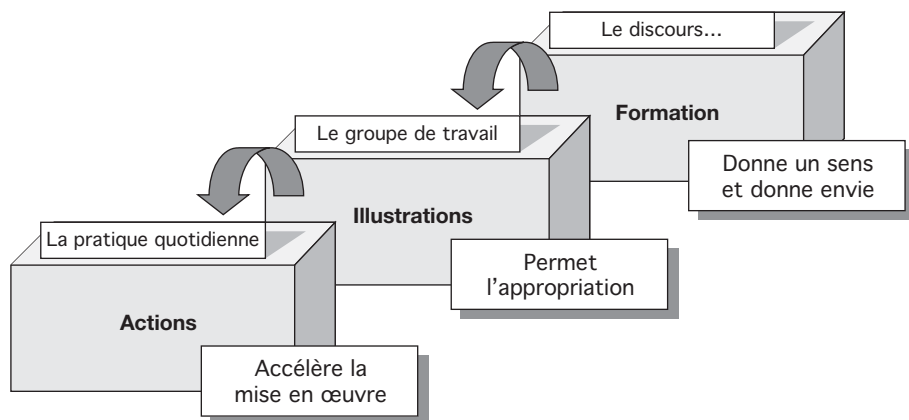 Le discours…
Formation
Donne un sens
et donne envie
Le groupe de travail
Illustrations
Permet
l'appropriation
La pratique quotidienne
Actions
Accélère la
mise en œuvre